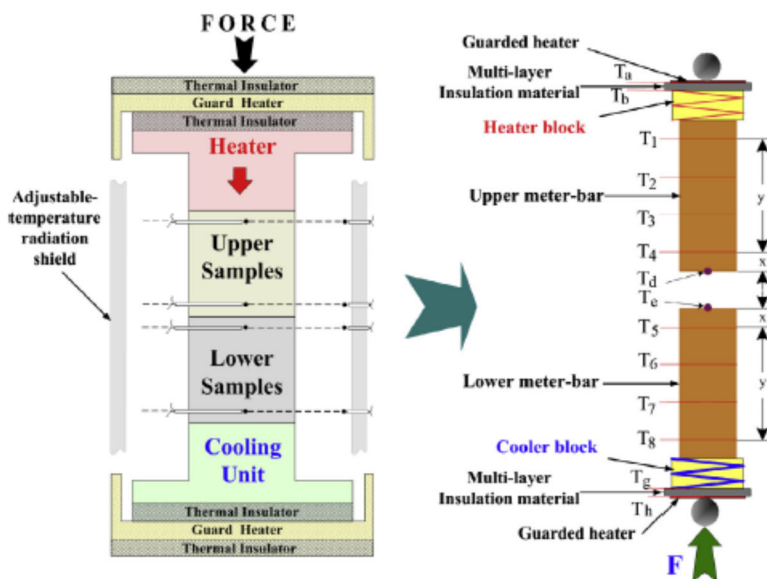 FORCE
Thermal Insulator
Guard Heater
Thermal Insulator
Heater
Adjustable-
temperature
radiation
shield
Upper
Samples
Lower
Samples
Cooling
Unit
Thermal Insulator
Guard Heater
Thermal Insulator
Guarded heater
Ta
Multi-layer
Insulation material
Tb
Heater block
T1
T2
Upper meter-bar
y
T3
T4
x
Td
Te
x
T5
T6
Lower meter-bar
y
T7
T8
Cooler block
Multi-layer
Insulation material
Tg
Th
Guarded heater
F